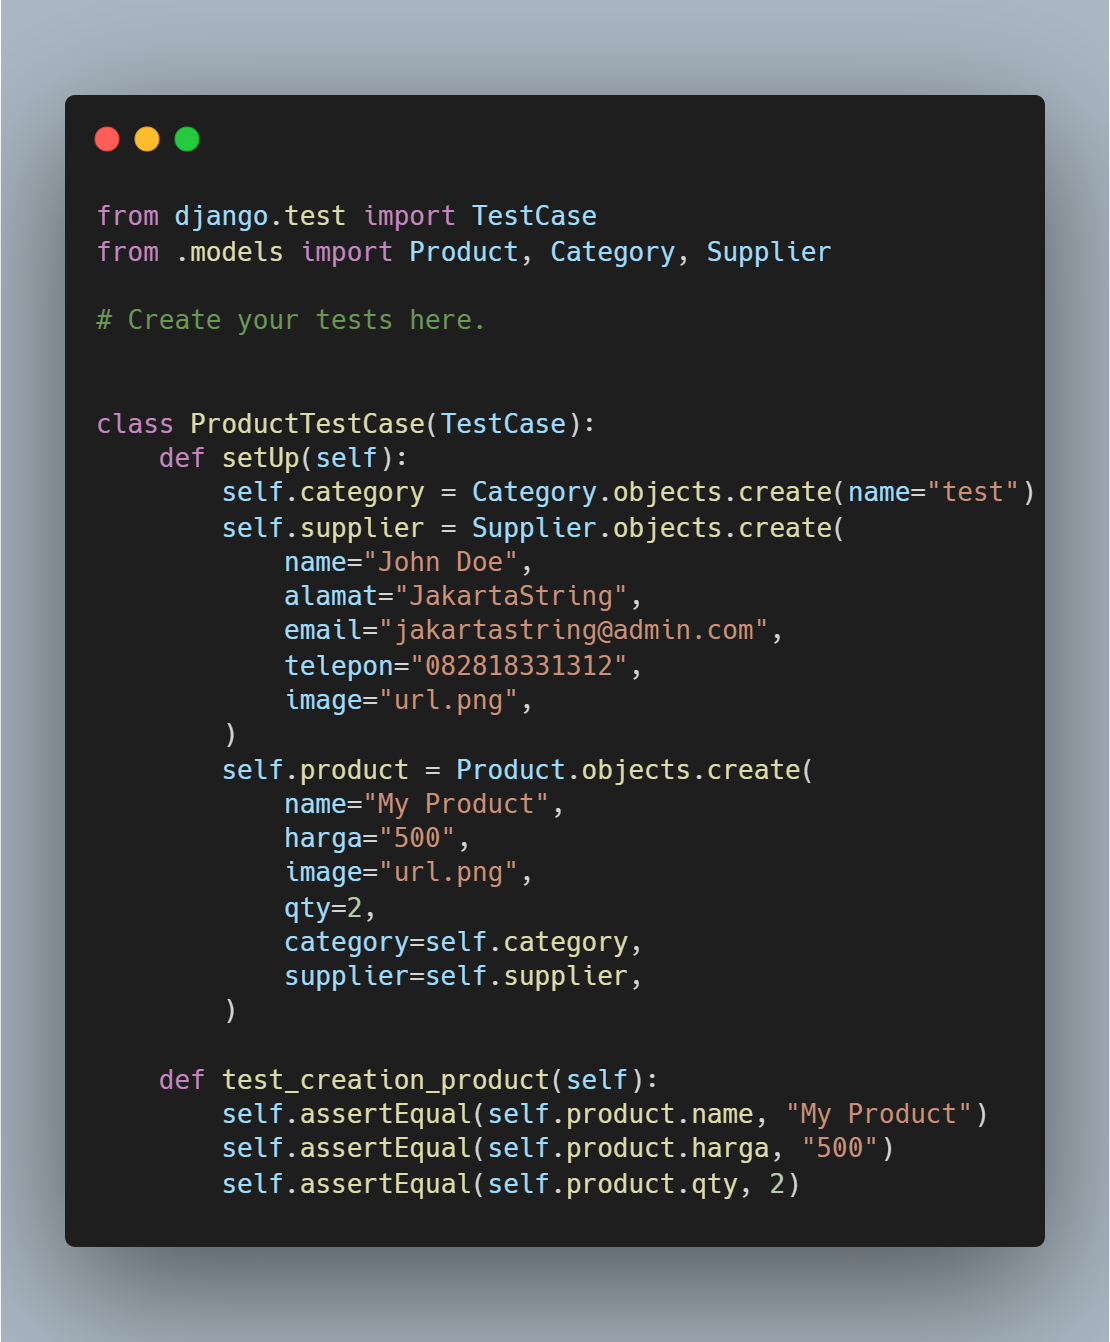 from django.test import TestCase
from .models import Product, Category, Supplier

# Create your tests here.


class ProductTestCase(TestCase):
    def setUp(self):
        self.category = Category.objects.create(name="test")
        self.supplier = Supplier.objects.create(
            name="John Doe",
            alamat="JakartaString",
            email="jakartastring@admin.com",
            telepon="082818331312",
            image="url.png",
        )
        self.product = Product.objects.create(
            name="My Product",
            harga="500",
            image="url.png",
            qty=2,
            category=self.category,
            supplier=self.supplier,
        )

    def test_creation_product(self):
        self.assertEqual(self.product.name, "My Product")
        self.assertEqual(self.product.harga, "500")
        self.assertEqual(self.product.qty, 2)